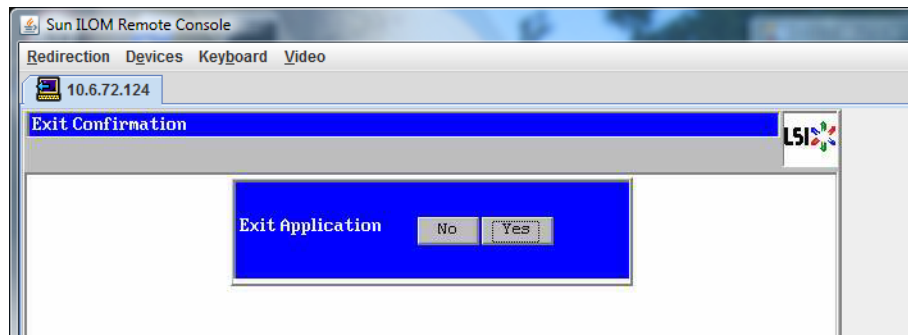 Sun ILOM Remote Console
Redirection Devices Keyboard Video
10.6.72.124
Exit Confirmation
LSI
Exit Application No Yes